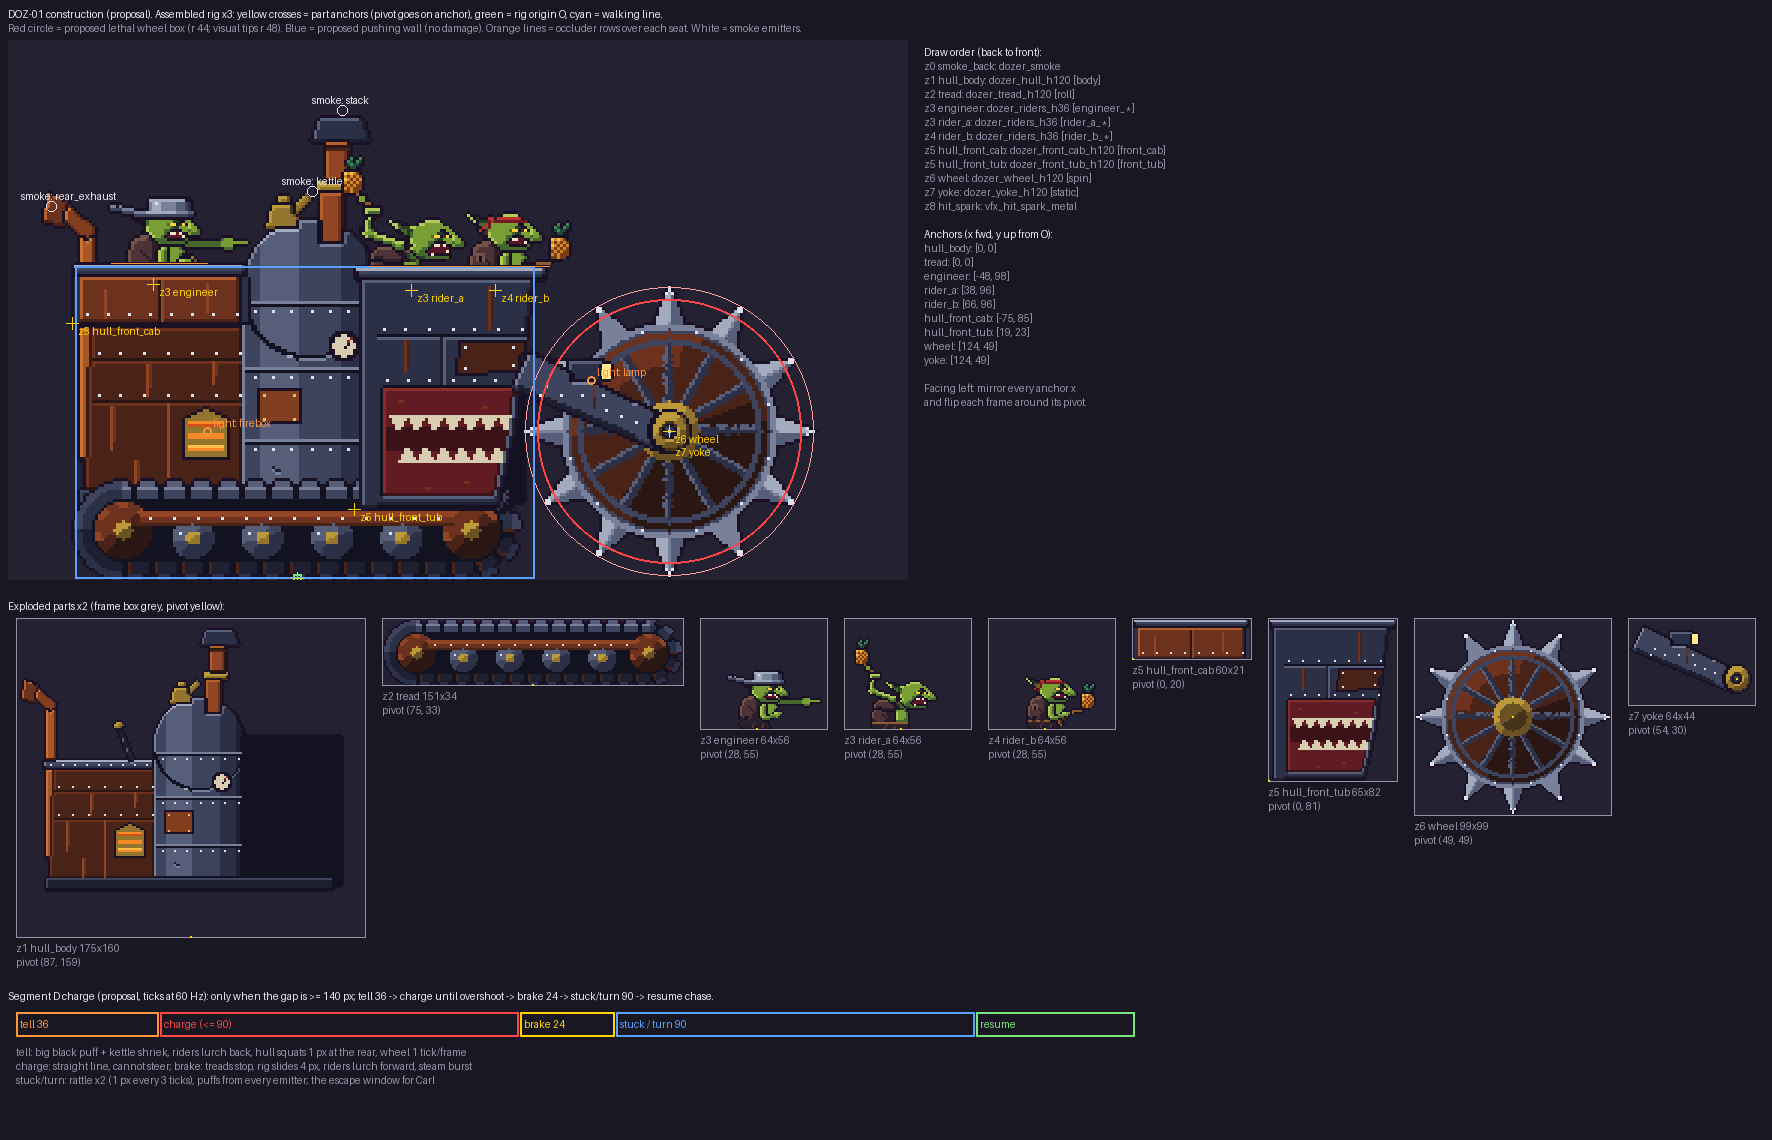 DOZ-01 construction (proposal). Assembled rig x3: yellow crosses = part anchors (pivot goes on anchor), green = rig origin O, cyan = walking line.
Red circle = proposed lethal wheel box (r 44; visual tips r 48). Blue = proposed pushing wall (no damage). Orange lines = occluder rows over each seat. White = smoke emitters.
smoke: stack
smoke: kettle
smoke: rear_exhaust
z3 engineer
z3 rider_a
z4 rider_b
z5 hull_front_cab
light lamp
light firebox
z6 wheel
z7 yoke
z5 hull_front_tub
Draw order (back to front):
z0 smoke_back: dozer_smoke
z1 hull_body: dozer_hull_h120 [body]
z2 tread: dozer_tread_h120 [roll]
z3 engineer: dozer_riders_h36 [engineer_*]
z3 rider_a: dozer_riders_h36 [rider_a_*]
z4 rider_b: dozer_riders_h36 [rider_b_*]
z5 hull_front_cab: dozer_front_cab_h120 [front_cab]
z5 hull_front_tub: dozer_front_tub_h120 [front_tub]
z6 wheel: dozer_wheel_h120 [spin]
z7 yoke: dozer_yoke_h120 [static]
z8 hit_spark: vfx_hit_spark_metal
Anchors (x fwd, y up from O):
hull_body: [0, 0]
tread: [0, 0]
engineer: [-48, 98]
rider_a: [38, 96]
rider_b: [66, 96]
hull_front_cab: [-75, 85]
hull_front_tub: [19, 23]
wheel: [124, 49]
yoke: [124, 49]
Facing left: mirror every anchor x
and flip each frame around its pivot.
Exploded parts x2 (frame box grey, pivot yellow):
z1 hull_body 175x160
pivot (87, 159)
z2 tread 151x34
pivot (75, 33)
z3 engineer 64x56
pivot (28, 55)
z3 rider_a 64x56
pivot (28, 55)
z4 rider_b 64x56
pivot (28, 55)
z5 hull_front_cab 60x21
pivot (0, 20)
z5 hull_front_tub 65x82
pivot (0, 81)
z6 wheel 99x99
pivot (49, 49)
z7 yoke 64x44
pivot (54, 30)
Segment D charge (proposal, ticks at 60 Hz): only when the gap is >= 140 px; tell 36 -> charge until overshoot -> brake 24 -> stuck/turn 90 -> resume chase.
tell 36
charge (<= 90)
brake 24
stuck / turn 90
resume
tell: big black puff + kettle shriek, riders lurch back, hull squats 1 px at the rear, wheel 1 tick/frame
charge: straight line, cannot steer; brake: treads stop, rig slides 4 px, riders lurch forward, steam burst
stuck/turn: rattle x2 (1 px every 3 ticks), puffs from every emitter; the escape window for Carl